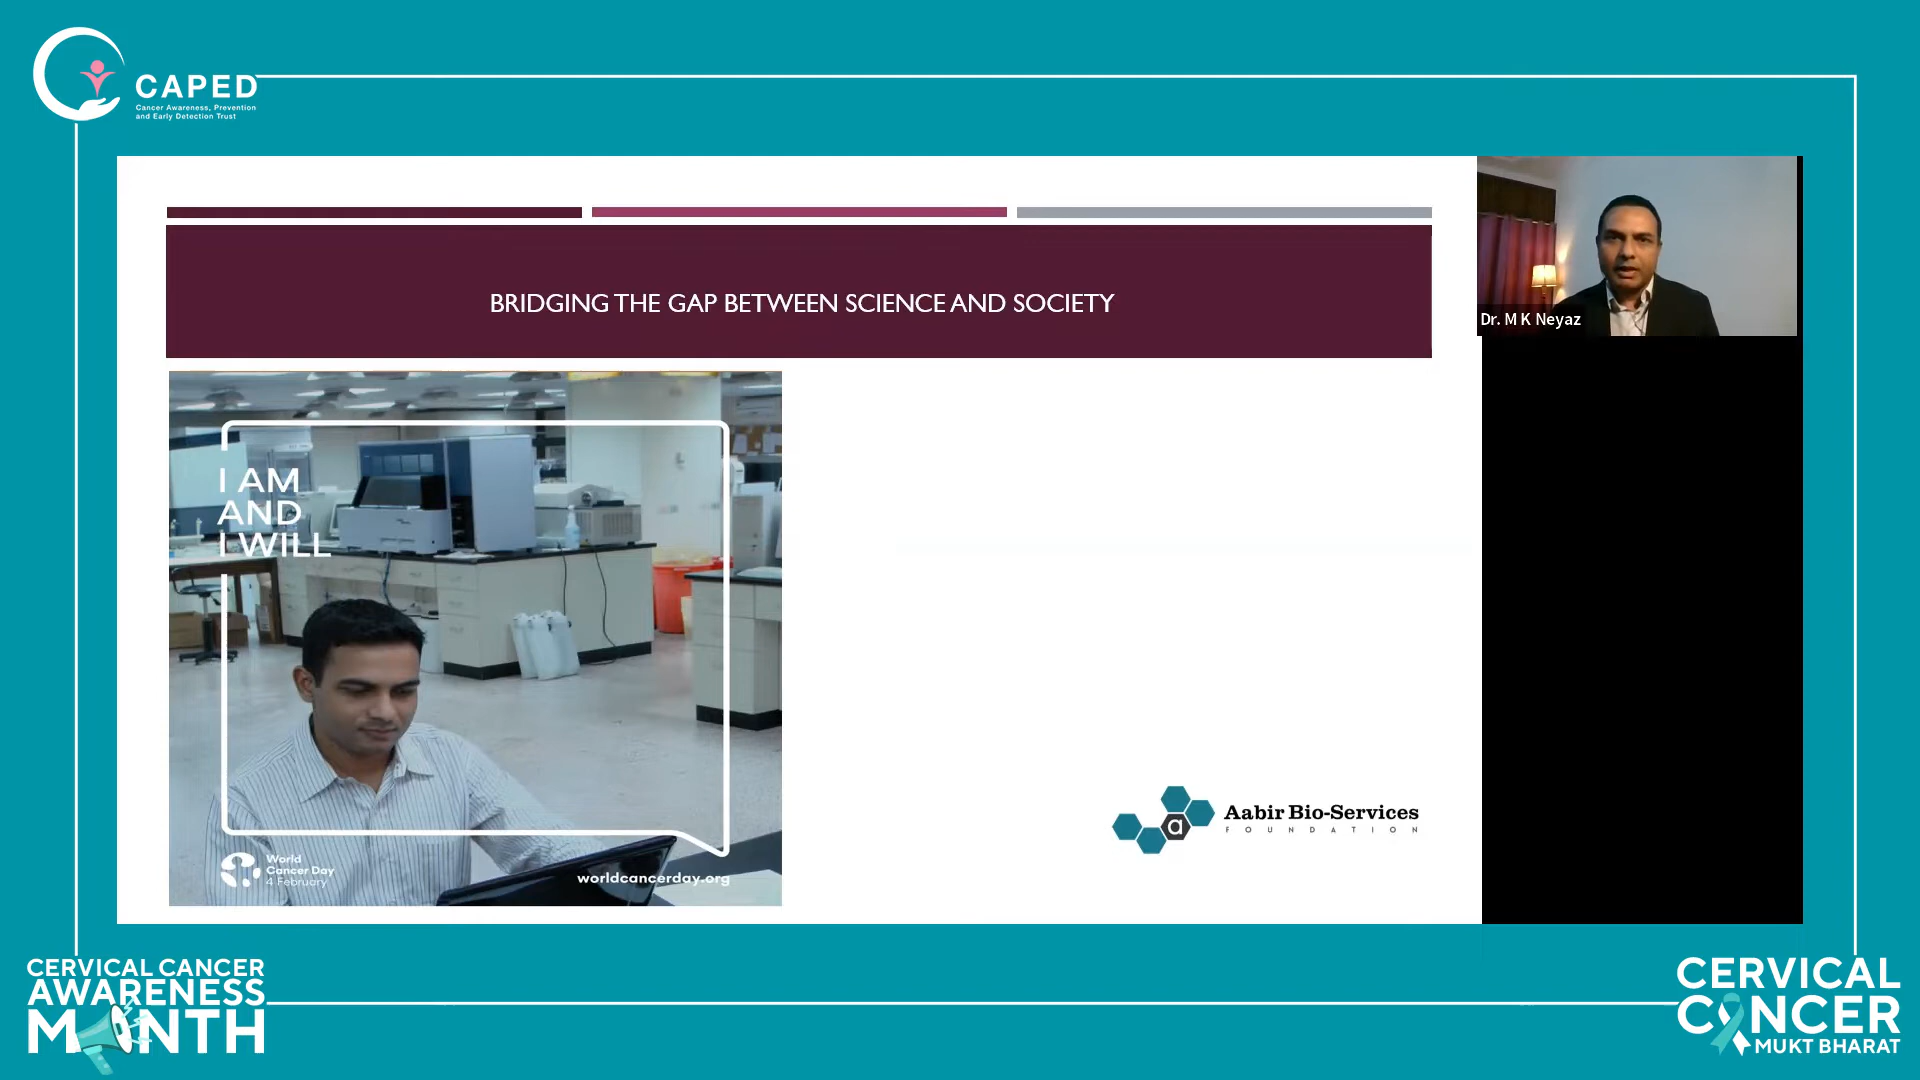 CAPED
Cancer Awareness, Prevention
and Early Detection Trust
BRIDGING THE GAP BETWEEN SCIENCE AND SOCIETY
Dr. M K Neyaz
I AM
AND
I WILL
World
Cancer Day
4 February
worldcancerday.org
a
Aabir Bio-Services
FOUNDATION
CERVICAL CANCER
AWARENESS
MONTH
CERVICAL
CANCER
MUKT BHARAT